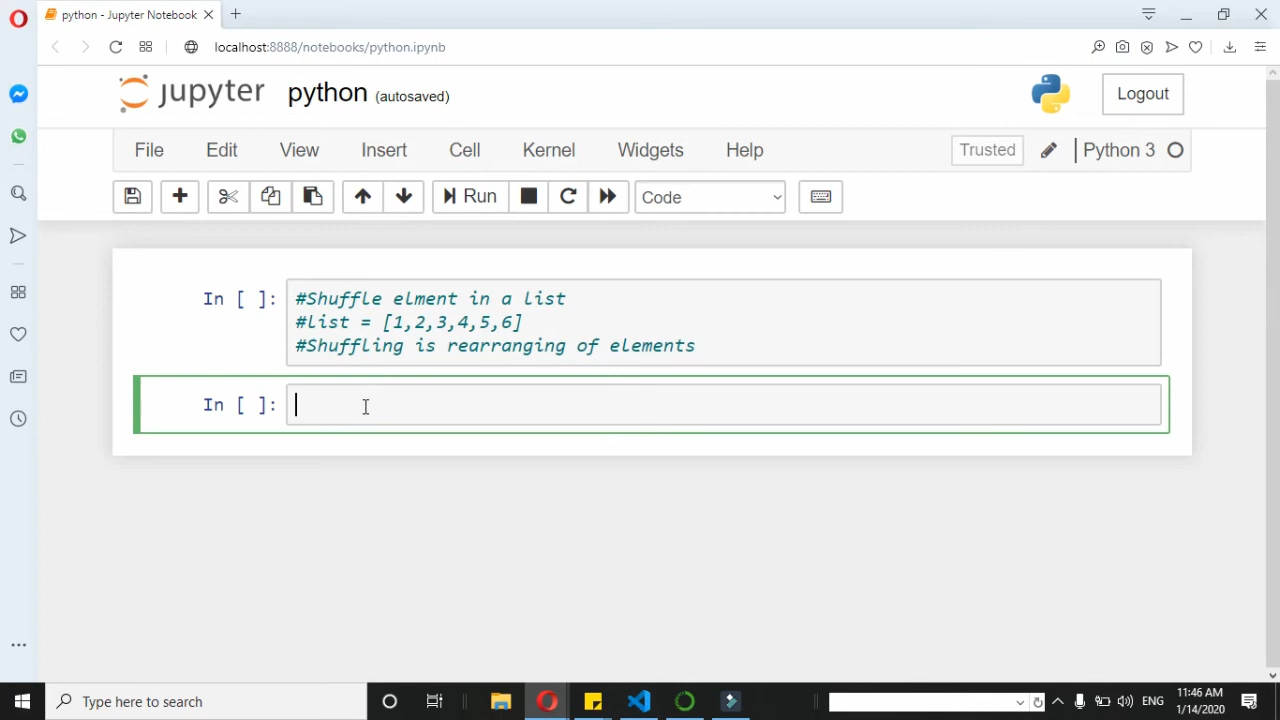 python - Jupyter Notebook
localhost:8888/notebooks/python.ipynb
jupyter python (autosaved)
Logout
File Edit View Insert Cell Kernel Widgets Help Trusted Python 3
Run Code
In [ ]: #Shuffle elment in a list
#list = [1,2,3,4,5,6]
#Shuffling is rearranging of elements
In [ ]:
Type here to search
ENG
11:46 AM
1/14/2020